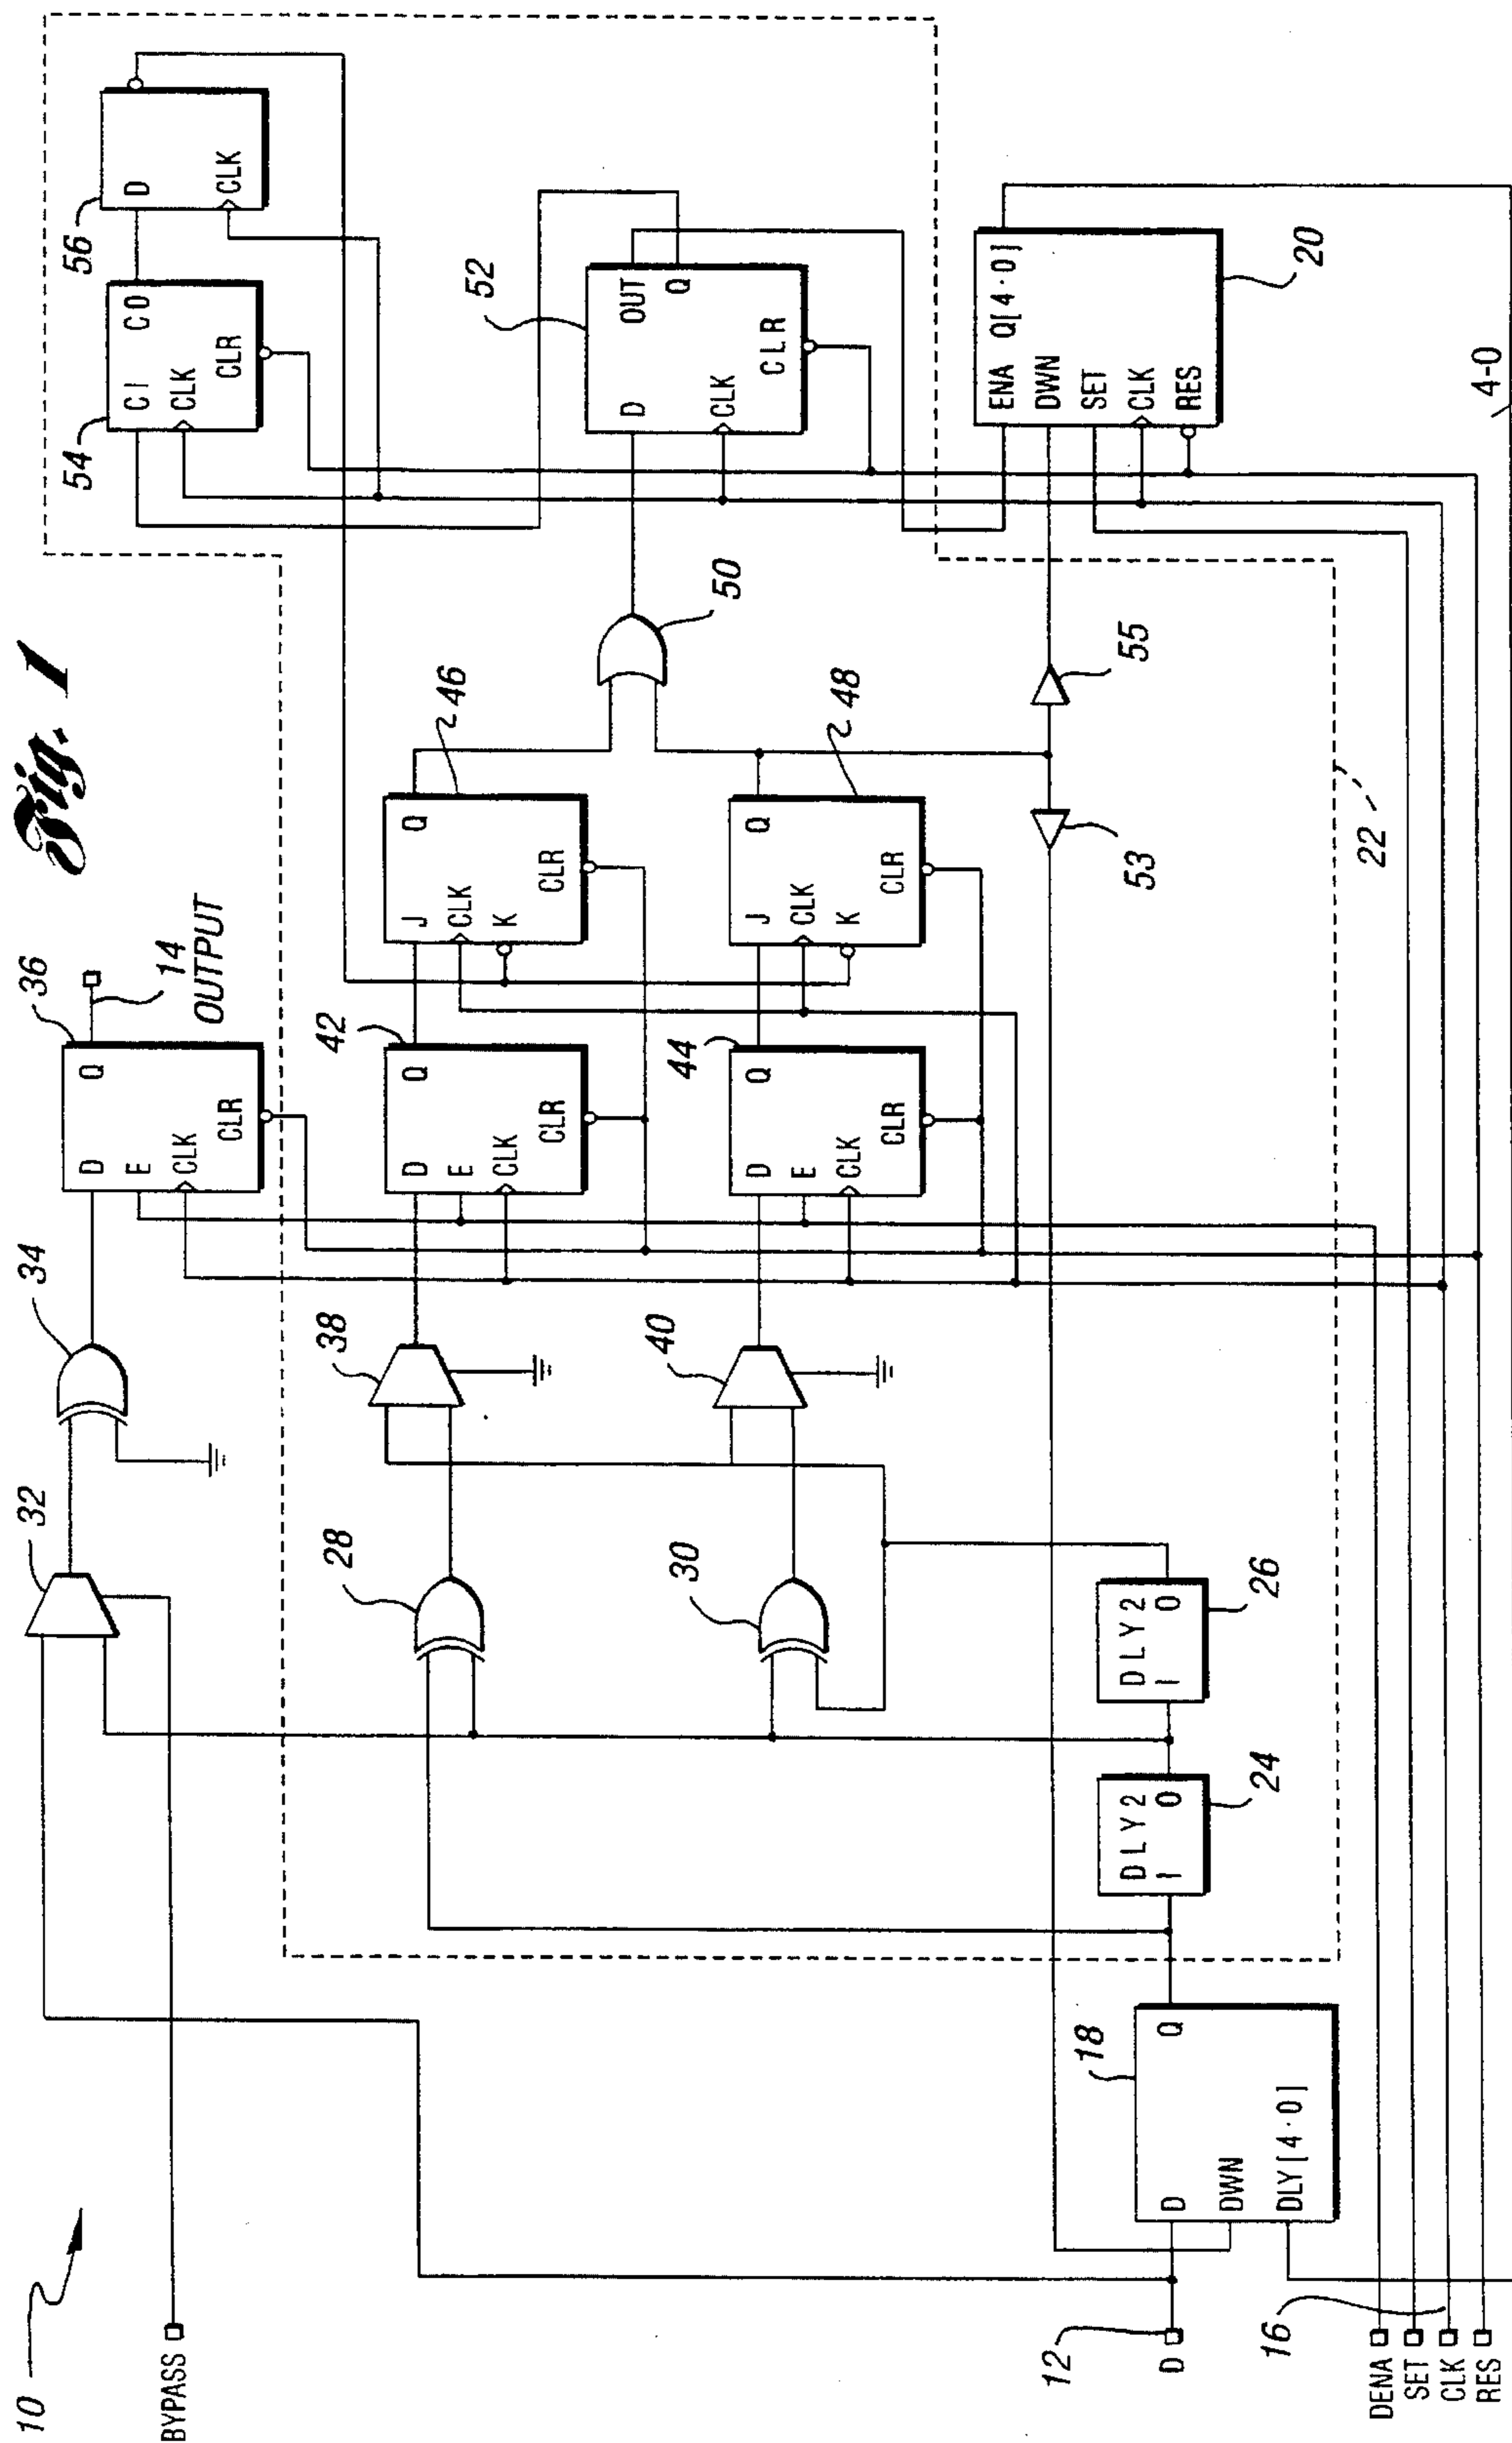 Fig. 1
10
BYPASS
32
34
36
D
Q
E
CLK
CLR
14
OUTPUT
54
CI
CO
CLK
CLR
56
D
CLK
28
38
42
D
Q
E
CLK
CLR
46
J
Q
CLK
K
CLR
30
40
44
D
Q
E
CLK
CLR
48
J
Q
CLK
K
CLR
50
52
D
OUT
Q
CLK
CLR
24
DLY2
I
O
26
DLY2
I
O
53
55
22
20
ENA
Q[4·0]
DWN
SET
CLK
RES
12
D
18
D
Q
DWN
DLY[4·0]
16
DENA
SET
CLK
RES
4-0